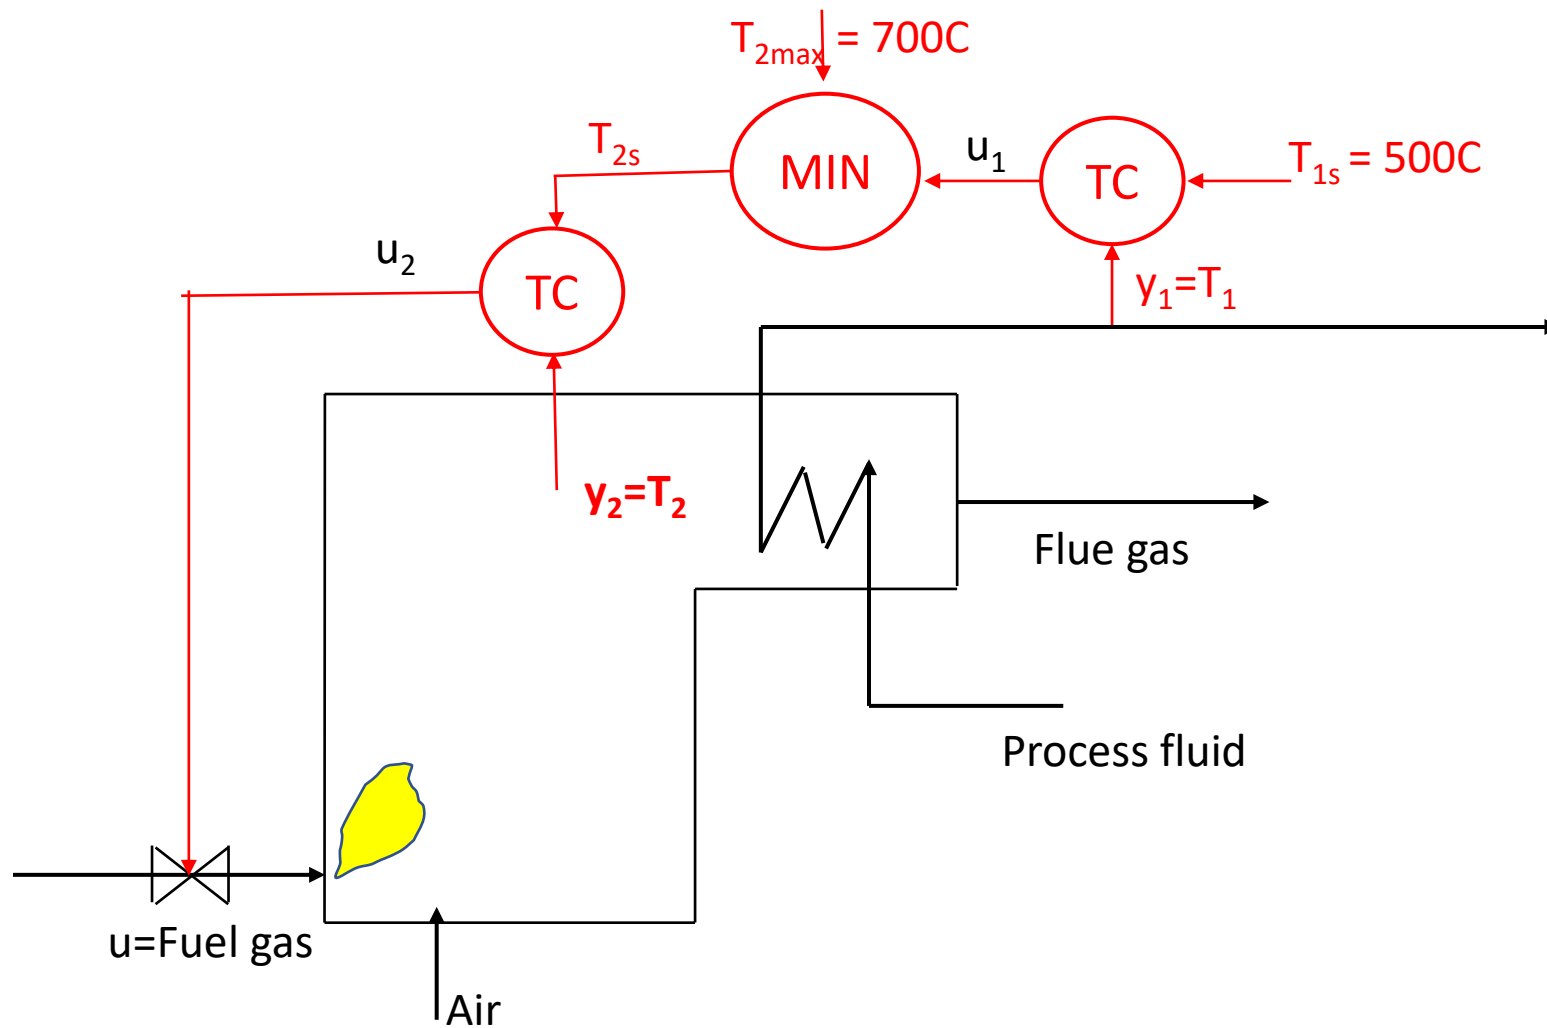 T2max = 700C
MIN
u1
TC
T1s = 500C
T2s
u2
TC
y1=T1
y2=T2
Flue gas
Process fluid
u=Fuel gas
Air